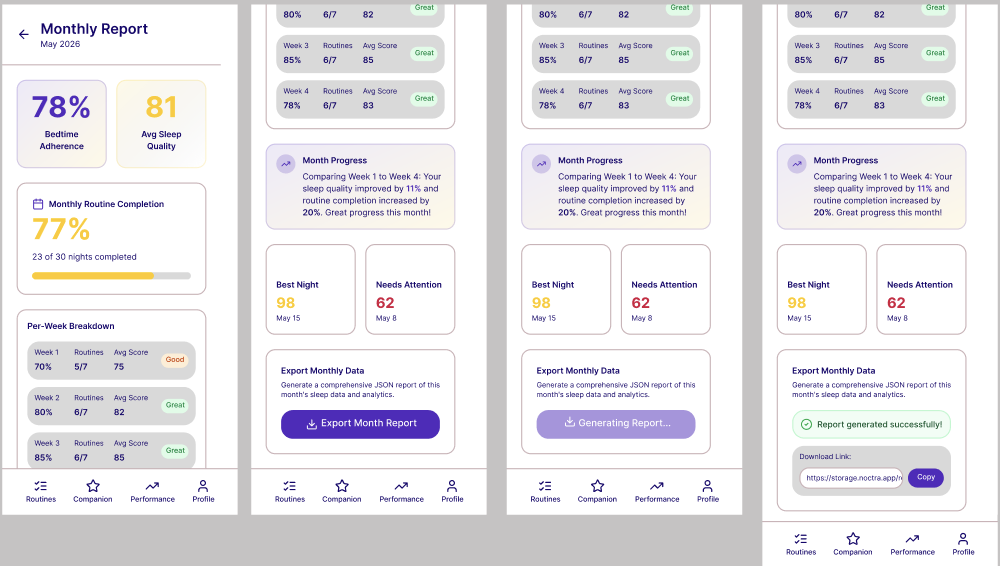 Monthly Report
May 2026
78%
Bedtime
Adherence
81
Avg Sleep
Quality
Monthly Routine Completion
77%
23 of 30 nights completed
Per-Week Breakdown
Week 1 Routines Avg Score
70% 5/7 75 Good
Week 2 Routines Avg Score
80% 6/7 82 Great
Week 3 Routines Avg Score
85% 6/7 85 Great
Routines Companion Performance Profile
80% 6/7 82 Great
Week 3 Routines Avg Score
85% 6/7 85 Great
Week 4 Routines Avg Score
78% 6/7 83 Great
Month Progress
Comparing Week 1 to Week 4: Your
sleep quality improved by 11% and
routine completion increased by
20%. Great progress this month!
Best Night
98
May 15
Needs Attention
62
May 8
Export Monthly Data
Generate a comprehensive JSON report of this
month's sleep data and analytics.
Export Month Report
Routines Companion Performance Profile
80% 6/7 82 Great
Week 3 Routines Avg Score
85% 6/7 85 Great
Week 4 Routines Avg Score
78% 6/7 83 Great
Month Progress
Comparing Week 1 to Week 4: Your
sleep quality improved by 11% and
routine completion increased by
20%. Great progress this month!
Best Night
98
May 15
Needs Attention
62
May 8
Export Monthly Data
Generate a comprehensive JSON report of this
month's sleep data and analytics.
Generating Report...
Routines Companion Performance Profile
80% 6/7 82 Great
Week 3 Routines Avg Score
85% 6/7 85 Great
Week 4 Routines Avg Score
78% 6/7 83 Great
Month Progress
Comparing Week 1 to Week 4: Your
sleep quality improved by 11% and
routine completion increased by
20%. Great progress this month!
Best Night
98
May 15
Needs Attention
62
May 8
Export Monthly Data
Generate a comprehensive JSON report of this
month's sleep data and analytics.
Report generated successfully!
Download Link:
https://storage.noctra.app/r Copy
Routines Companion Performance Profile